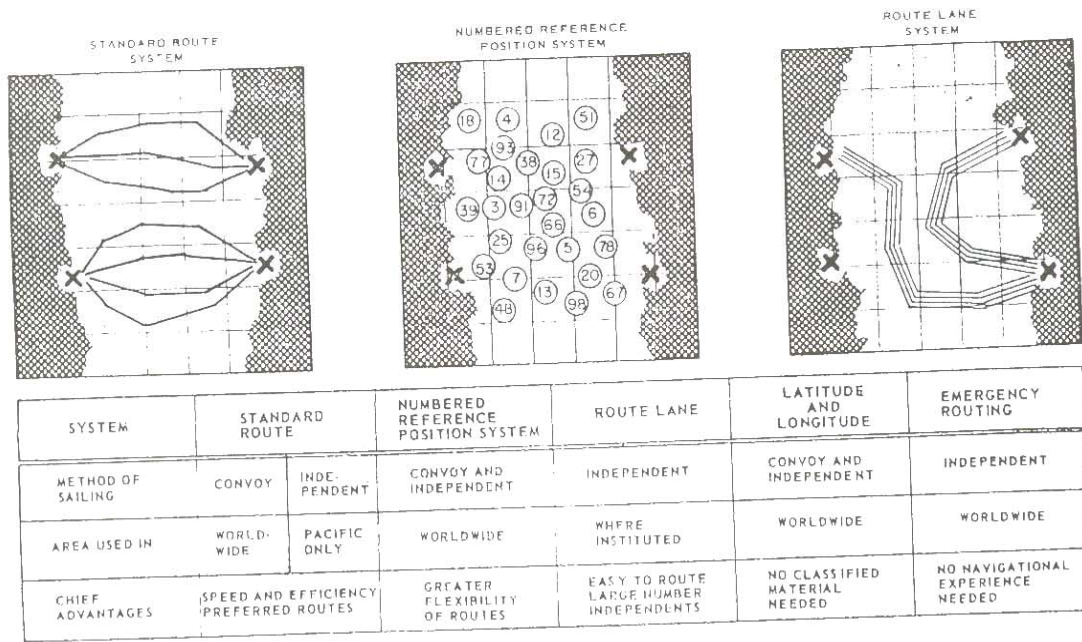 STANDARD ROUTE
SYSTEM
NUMBERED REFERENCE
POSITION SYSTEM
ROUTE LANE
SYSTEM
18
4
51
12
93
77
38
27
14
15
54
39
3
91
72
6
66
25
96
5
78
53
7
20
13
67
48
98
SYSTEM
STANDARD
ROUTE
NUMBERED
REFERENCE
POSITION SYSTEM
ROUTE LANE
LATITUDE
AND
LONGITUDE
EMERGENCY
ROUTING
METHOD OF
SAILING
CONVOY
INDE-
PENDENT
CONVOY AND
INDEPENDENT
INDEPENDENT
CONVOY AND
INDEPENDENT
INDEPENDENT
AREA USED IN
WORLD-
WIDE
PACIFIC
ONLY
WORLDWIDE
WHERE
INSTITUTED
WORLDWIDE
WORLDWIDE
CHIEF
ADVANTAGES
SPEED AND EFFICIENCY
PREFERRED ROUTES
GREATER
FLEXIBILITY
OF ROUTES
EASY TO ROUTE
LARGE NUMBER
INDEPENDENTS
NO CLASSIFIED
MATERIAL
NEEDED
NO NAVIGATIONAL
EXPERIENCE
NEEDED